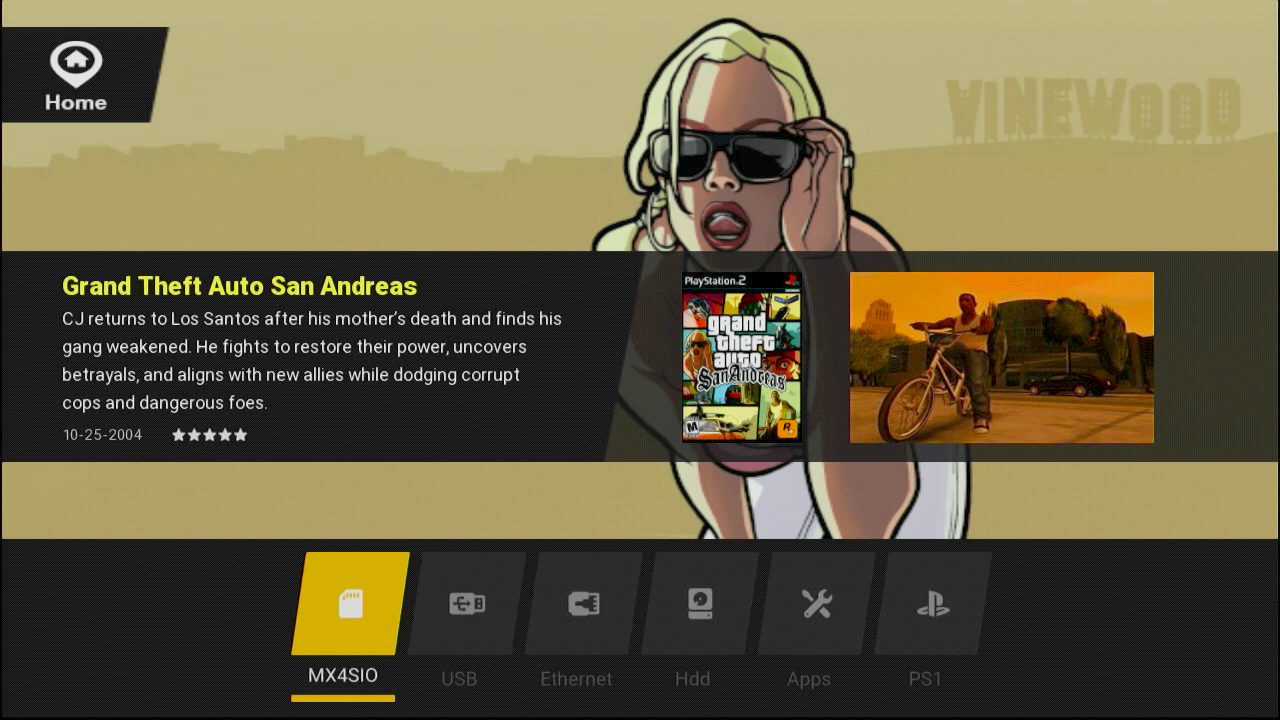 Home
VINEWOOD
Grand Theft Auto San Andreas
CJ returns to Los Santos after his mother’s death and finds his
gang weakened. He fights to restore their power, uncovers
betrayals, and aligns with new allies while dodging corrupt
cops and dangerous foes.
10-25-2004
PlayStation 2
grand
theft
auto
San Andreas
M
R
MX4SIO
USB
Ethernet
Hdd
Apps
PS1